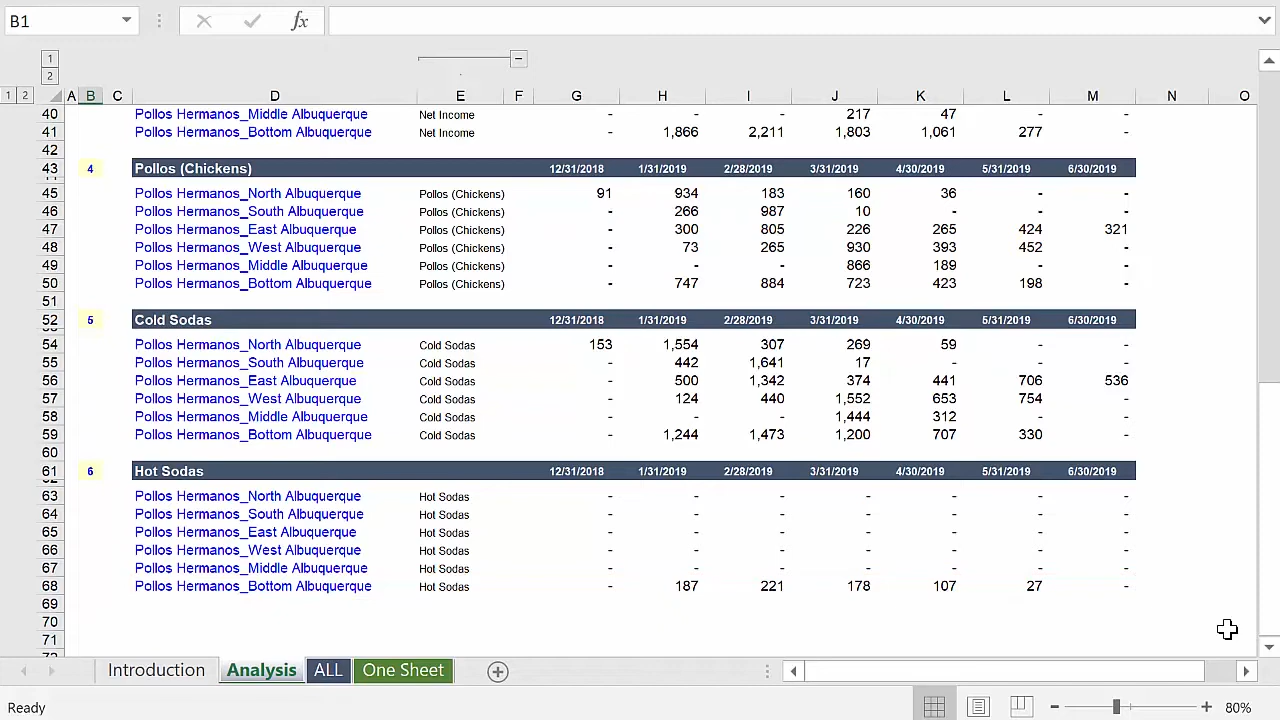 B1 fx
1
2
1 2 A B C D E F G H I J K L M N O
40 Pollos Hermanos_Middle Albuquerque Net Income - - - 217 47 - -
41 Pollos Hermanos_Bottom Albuquerque Net Income - 1,866 2,211 1,803 1,061 277 -
42
43 4 Pollos (Chickens) 12/31/2018 1/31/2019 2/28/2019 3/31/2019 4/30/2019 5/31/2019 6/30/2019
45 Pollos Hermanos_North Albuquerque Pollos (Chickens) 91 934 183 160 36 - -
46 Pollos Hermanos_South Albuquerque Pollos (Chickens) - 266 987 10 - - -
47 Pollos Hermanos_East Albuquerque Pollos (Chickens) - 300 805 226 265 424 321
48 Pollos Hermanos_West Albuquerque Pollos (Chickens) - 73 265 930 393 452 -
49 Pollos Hermanos_Middle Albuquerque Pollos (Chickens) - - - 866 189 - -
50 Pollos Hermanos_Bottom Albuquerque Pollos (Chickens) - 747 884 723 423 198 -
51
52 5 Cold Sodas 12/31/2018 1/31/2019 2/28/2019 3/31/2019 4/30/2019 5/31/2019 6/30/2019
54 Pollos Hermanos_North Albuquerque Cold Sodas 153 1,554 307 269 59 - -
55 Pollos Hermanos_South Albuquerque Cold Sodas - 442 1,641 17 - - -
56 Pollos Hermanos_East Albuquerque Cold Sodas - 500 1,342 374 441 706 536
57 Pollos Hermanos_West Albuquerque Cold Sodas - 124 440 1,552 653 754 -
58 Pollos Hermanos_Middle Albuquerque Cold Sodas - - - 1,444 312 - -
59 Pollos Hermanos_Bottom Albuquerque Cold Sodas - 1,244 1,473 1,200 707 330 -
60
61 6 Hot Sodas 12/31/2018 1/31/2019 2/28/2019 3/31/2019 4/30/2019 5/31/2019 6/30/2019
63 Pollos Hermanos_North Albuquerque Hot Sodas - - - - - - -
64 Pollos Hermanos_South Albuquerque Hot Sodas - - - - - - -
65 Pollos Hermanos_East Albuquerque Hot Sodas - - - - - - -
66 Pollos Hermanos_West Albuquerque Hot Sodas - - - - - - -
67 Pollos Hermanos_Middle Albuquerque Hot Sodas - - - - - - -
68 Pollos Hermanos_Bottom Albuquerque Hot Sodas - 187 221 178 107 27 -
69
70
71
Introduction Analysis ALL One Sheet
Ready 80%